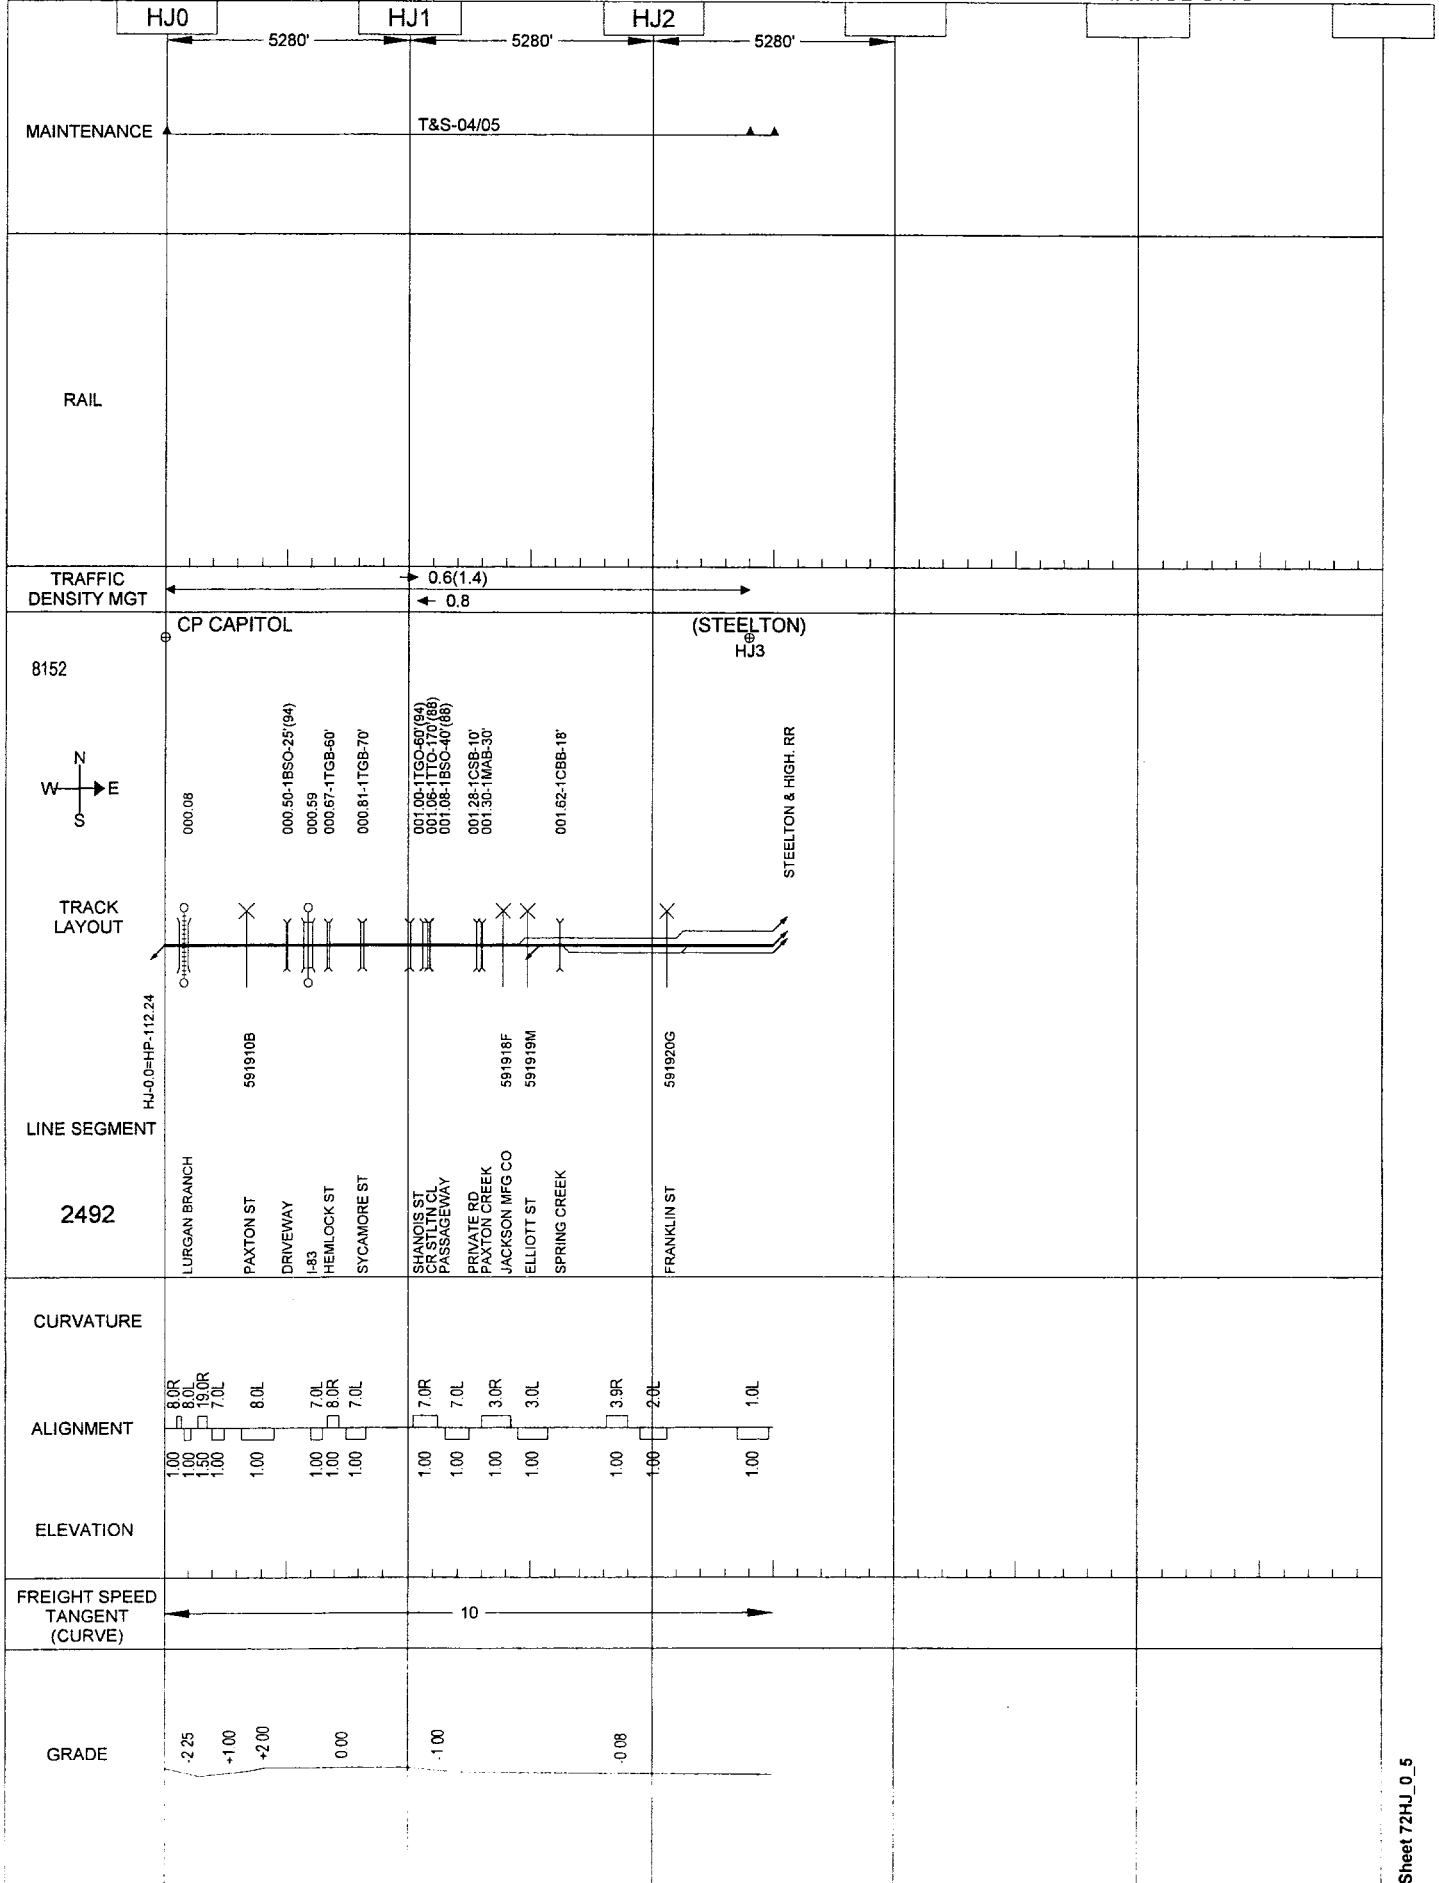 HJ0
HJ1
HJ2
5280'
5280'
5280'
MAINTENANCE
T&S-04/05
RAIL
TRAFFIC
DENSITY MGT
0.6(1.4)
0.8
CP CAPITOL
(STEELTON)
HJ3
8152
N
W
E
S
000.08
000.50-1BSO-25'(94)
000.59
000.67-1TGB-60'
000.81-1TGB-70'
001.00-1TGO-60'(94)
001.06-1TTO-170'(88)
001.08-1BSO-40'(88)
001.28-1CSB-10'
001.30-1MAB-30'
001.62-1CBB-18'
STEELTON & HIGH. RR
TRACK
LAYOUT
HJ-0.0=HP-112.24
591910B
591918F
591919M
591920G
LINE SEGMENT
2492
LURGAN BRANCH
PAXTON ST
DRIVEWAY
I-83
HEMLOCK ST
SYCAMORE ST
SHANOIS ST
CR STLTN CL
PASSAGEWAY
PRIVATE RD
PAXTON CREEK
JACKSON MFG CO
ELLIOTT ST
SPRING CREEK
FRANKLIN ST
CURVATURE
8.0R
8.0L
19.0R
7.0L
8.0L
7.0L
8.0R
7.0L
7.0R
7.0L
3.0R
3.0L
3.9R
2.0L
1.0L
ALIGNMENT
1.00
1.00
1.50
1.00
1.00
1.00
1.00
1.00
1.00
1.00
1.00
1.00
1.00
1.00
1.00
ELEVATION
FREIGHT SPEED
TANGENT
(CURVE)
10
GRADE
-2.25
+1.00
+2.00
0.00
-1.00
-0.08
Sheet 72HJ_0_5